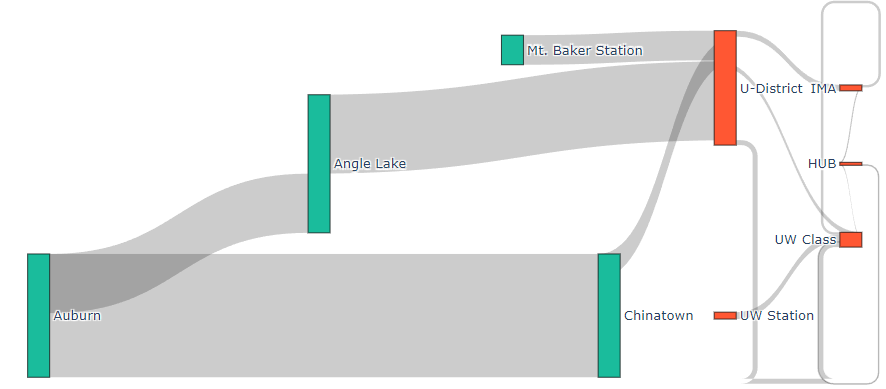 Mt. Baker Station
U-District
IMA
Angle Lake
HUB
UW Class
Auburn
Chinatown
UW Station